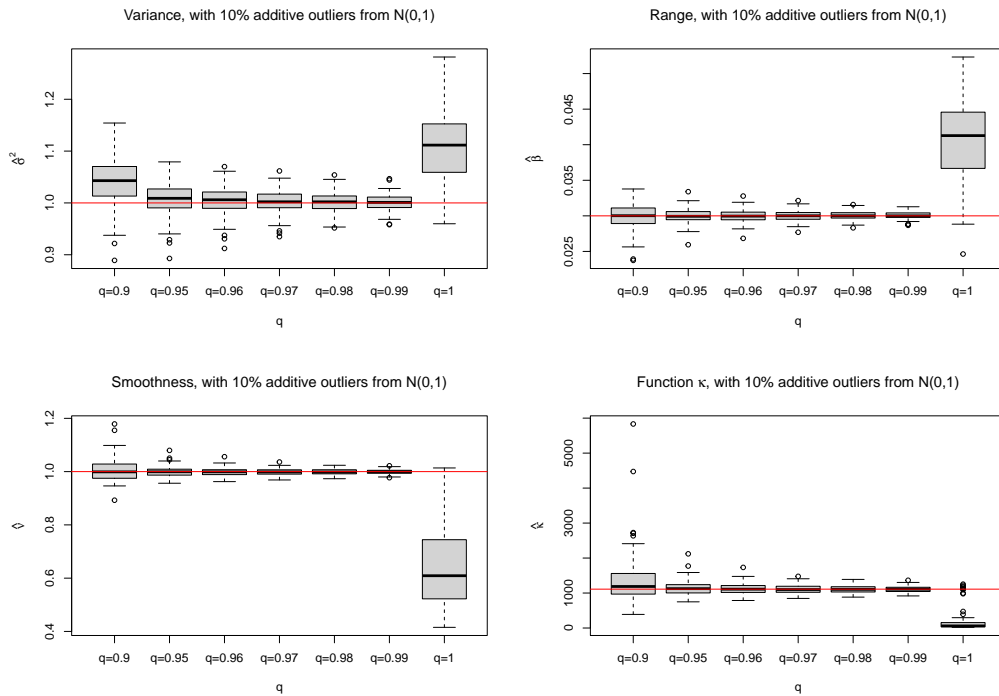 Variance, with 10% additive outliers from N(0,1)
σ̂²
0.9 1.0 1.1 1.2
q=0.9 q=0.95 q=0.96 q=0.97 q=0.98 q=0.99 q=1
q
Range, with 10% additive outliers from N(0,1)
β̂
0.025 0.035 0.045
q=0.9 q=0.95 q=0.96 q=0.97 q=0.98 q=0.99 q=1
q
Smoothness, with 10% additive outliers from N(0,1)
ν̂
0.4 0.6 0.8 1.0 1.2
q=0.9 q=0.95 q=0.96 q=0.97 q=0.98 q=0.99 q=1
q
Function κ, with 10% additive outliers from N(0,1)
κ̂
0 1000 3000 5000
q=0.9 q=0.95 q=0.96 q=0.97 q=0.98 q=0.99 q=1
q